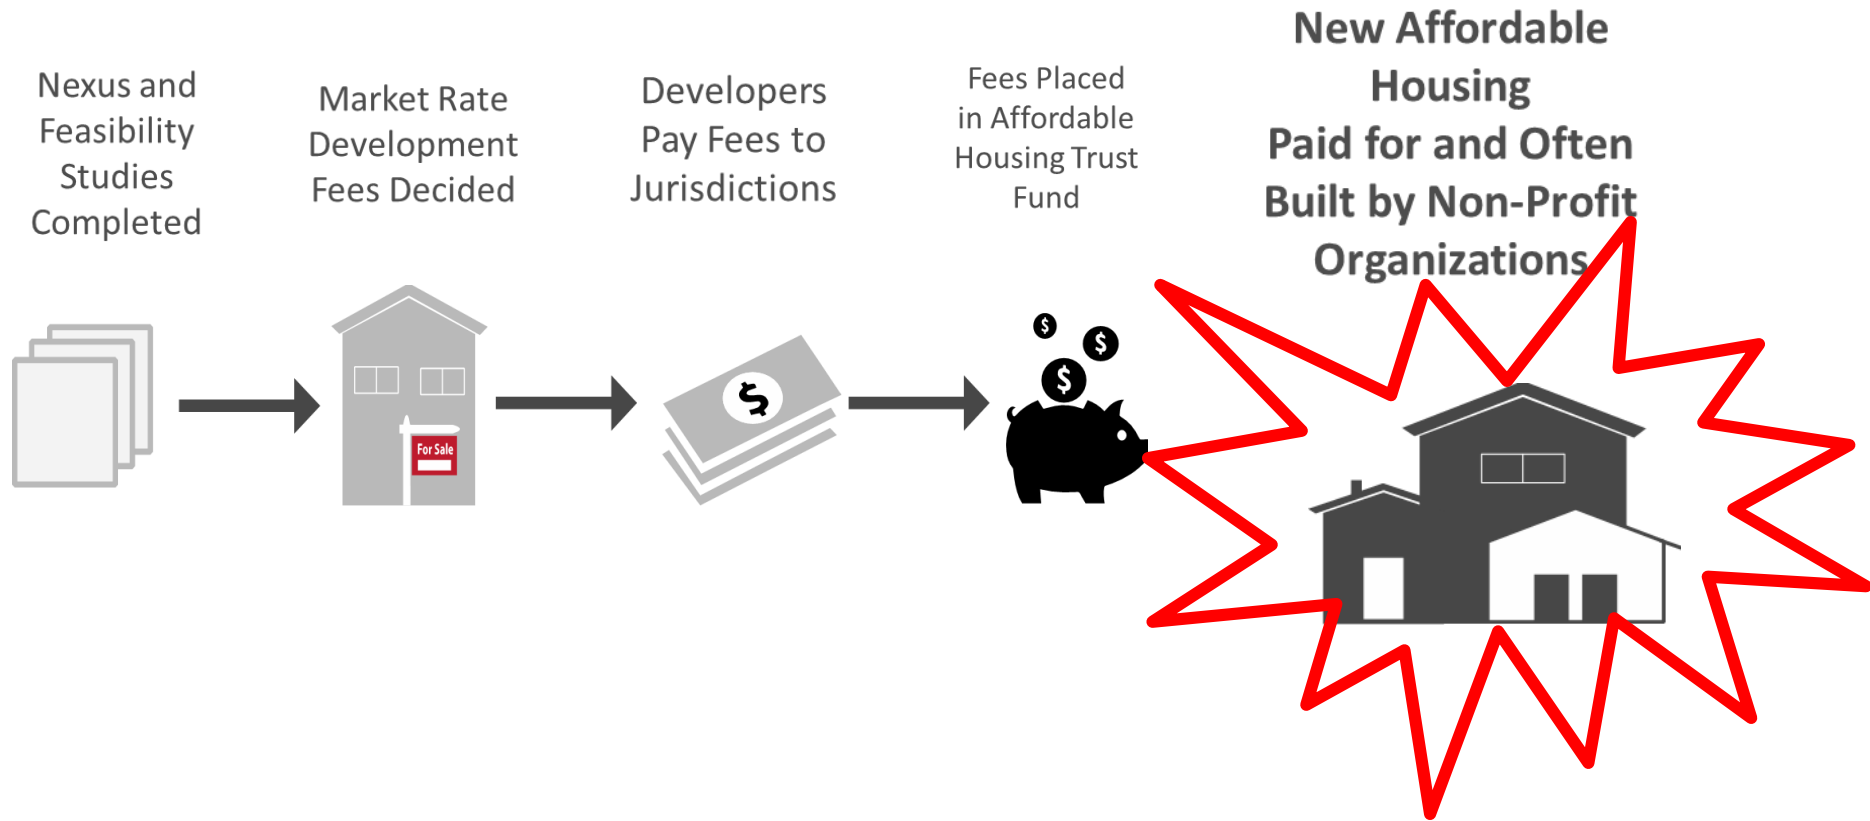 Nexus and
Feasibility
Studies
Completed
Market Rate
Development
Fees Decided
For Sale
Developers
Pay Fees to
Jurisdictions
$
Fees Placed
in Affordable
Housing Trust
Fund
$
$
$
New Affordable
Housing
Paid for and Often
Built by Non-Profit
Organizations